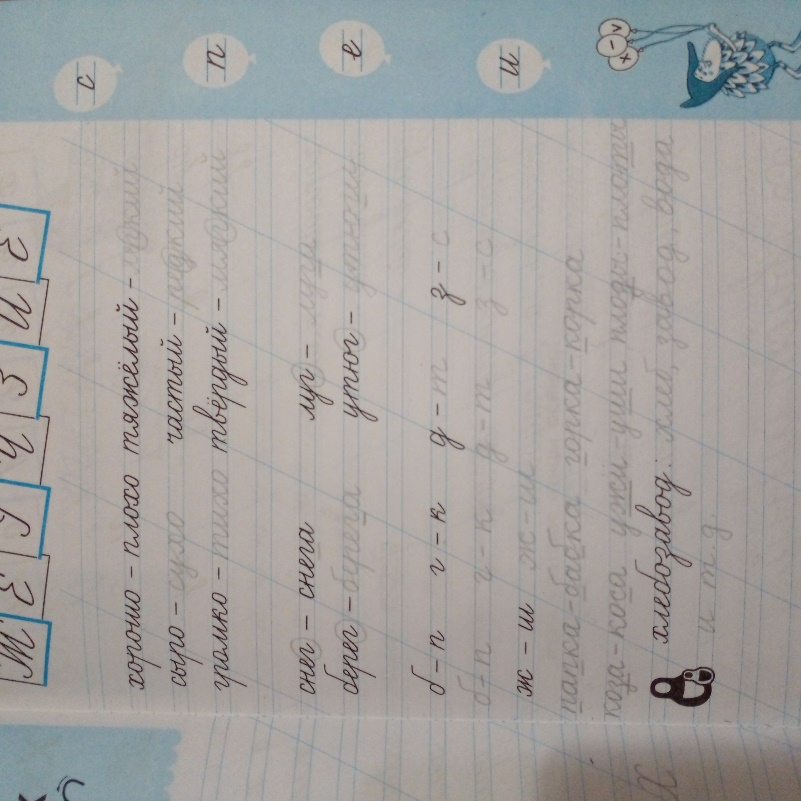 хорошо – плохо тяжёлый – лёгкий с
сыро – сухо частый – редкий
громко – тихо твёрдый – мягкий п
снег – снега луг – луга
берег – берега утюг – утюги е
б – п г – к д – т з – с
б – п г – к д – т з – с
ж – ш ж – ш и
папка-бабка горка-корка
коза-коса ужи-уши плоды-плоты
хлебозавод: хлеб, завод, вода
и т.д